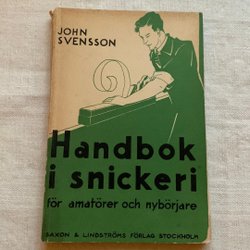 JOHN
SVENSSON
Handbok
i snickeri
för amatörer och nybörjare
SAXON & LINDSTRÖMS FÖRLAG STOCKHOLM